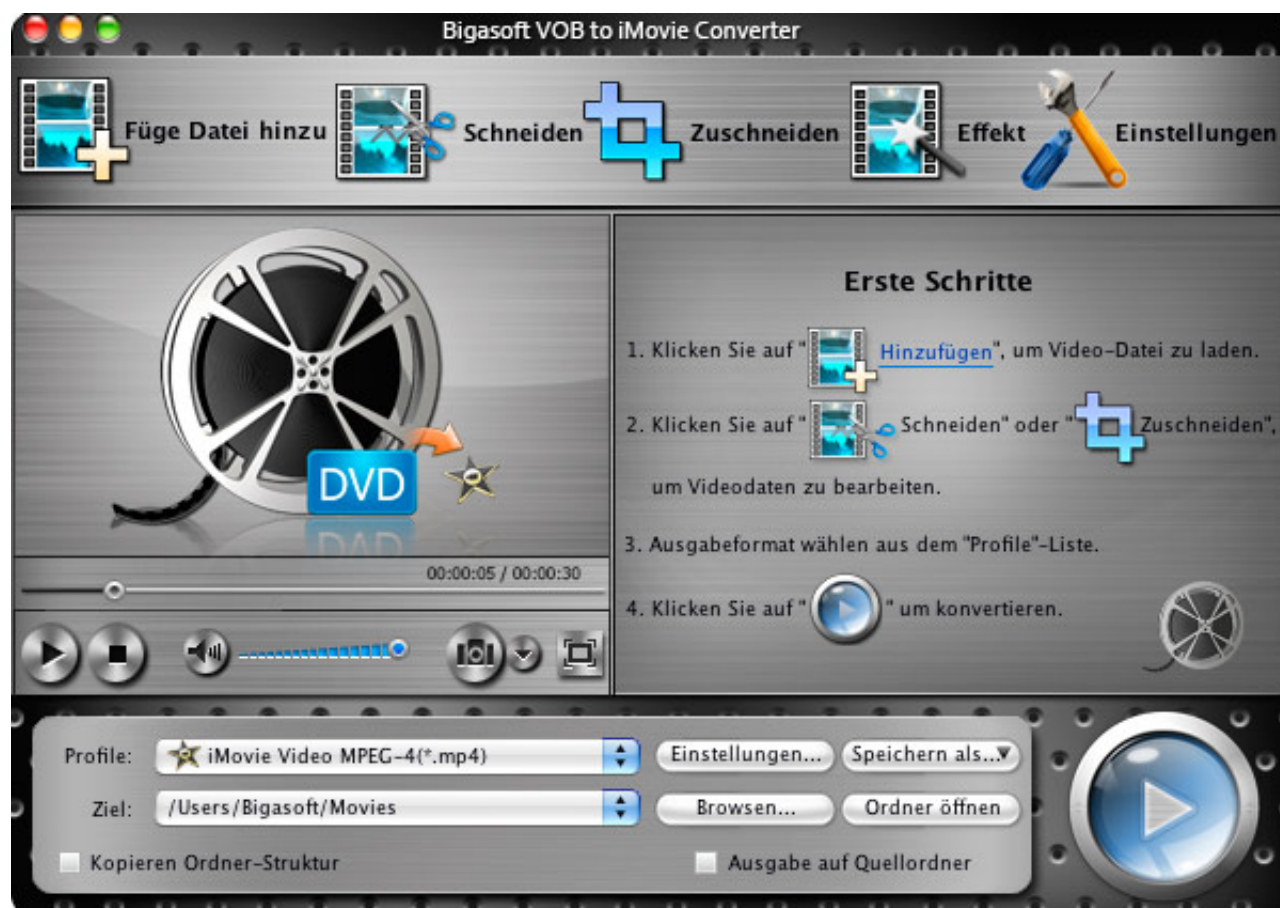 Bigasoft VOB to iMovie Converter
Füge Datei hinzu Schneiden Zuschneiden Effekt Einstellungen
Erste Schritte
1. Klicken Sie auf " Hinzufügen", um Video-Datei zu laden.
2. Klicken Sie auf " Schneiden" oder " Zuschneiden",
um Videodaten zu bearbeiten.
3. Ausgabeformat wählen aus dem "Profile"-Liste.
4. Klicken Sie auf " " um konvertieren.
DVD
00:00:05 / 00:00:30
Profile: iMovie Video MPEG-4(*.mp4) Einstellungen... Speichern als...
Ziel: /Users/Bigasoft/Movies Browsen... Ordner öffnen
Kopieren Ordner-Struktur Ausgabe auf Quellordner